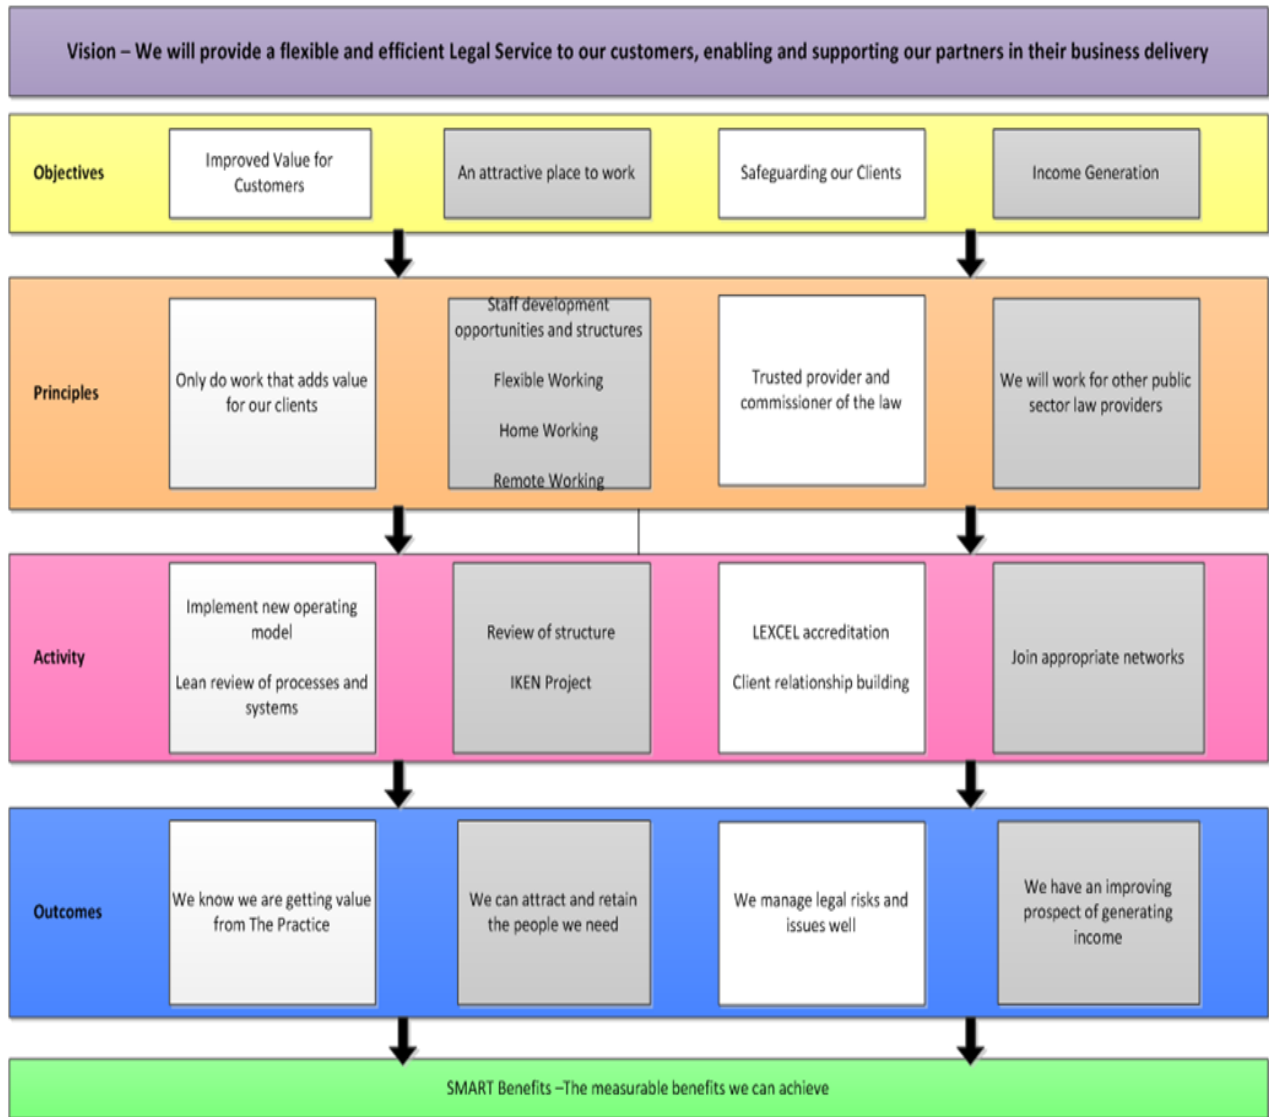 Vision – We will provide a flexible and efficient Legal Service to our customers, enabling and supporting our partners in their business delivery
Objectives
Improved Value for
Customers
An attractive place to work
Safeguarding our Clients
Income Generation
Principles
Only do work that adds value
for our clients
Staff development
opportunities and structures
Flexible Working
Home Working
Remote Working
Trusted provider and
commissioner of the law
We will work for other public
sector law providers
Activity
Implement new operating
model
Lean review of processes and
systems
Review of structure
IKEN Project
LEXCEL accreditation
Client relationship building
Join appropriate networks
Outcomes
We know we are getting value
from The Practice
We can attract and retain
the people we need
We manage legal risks and
issues well
We have an improving
prospect of generating
income
SMART Benefits –The measurable benefits we can achieve